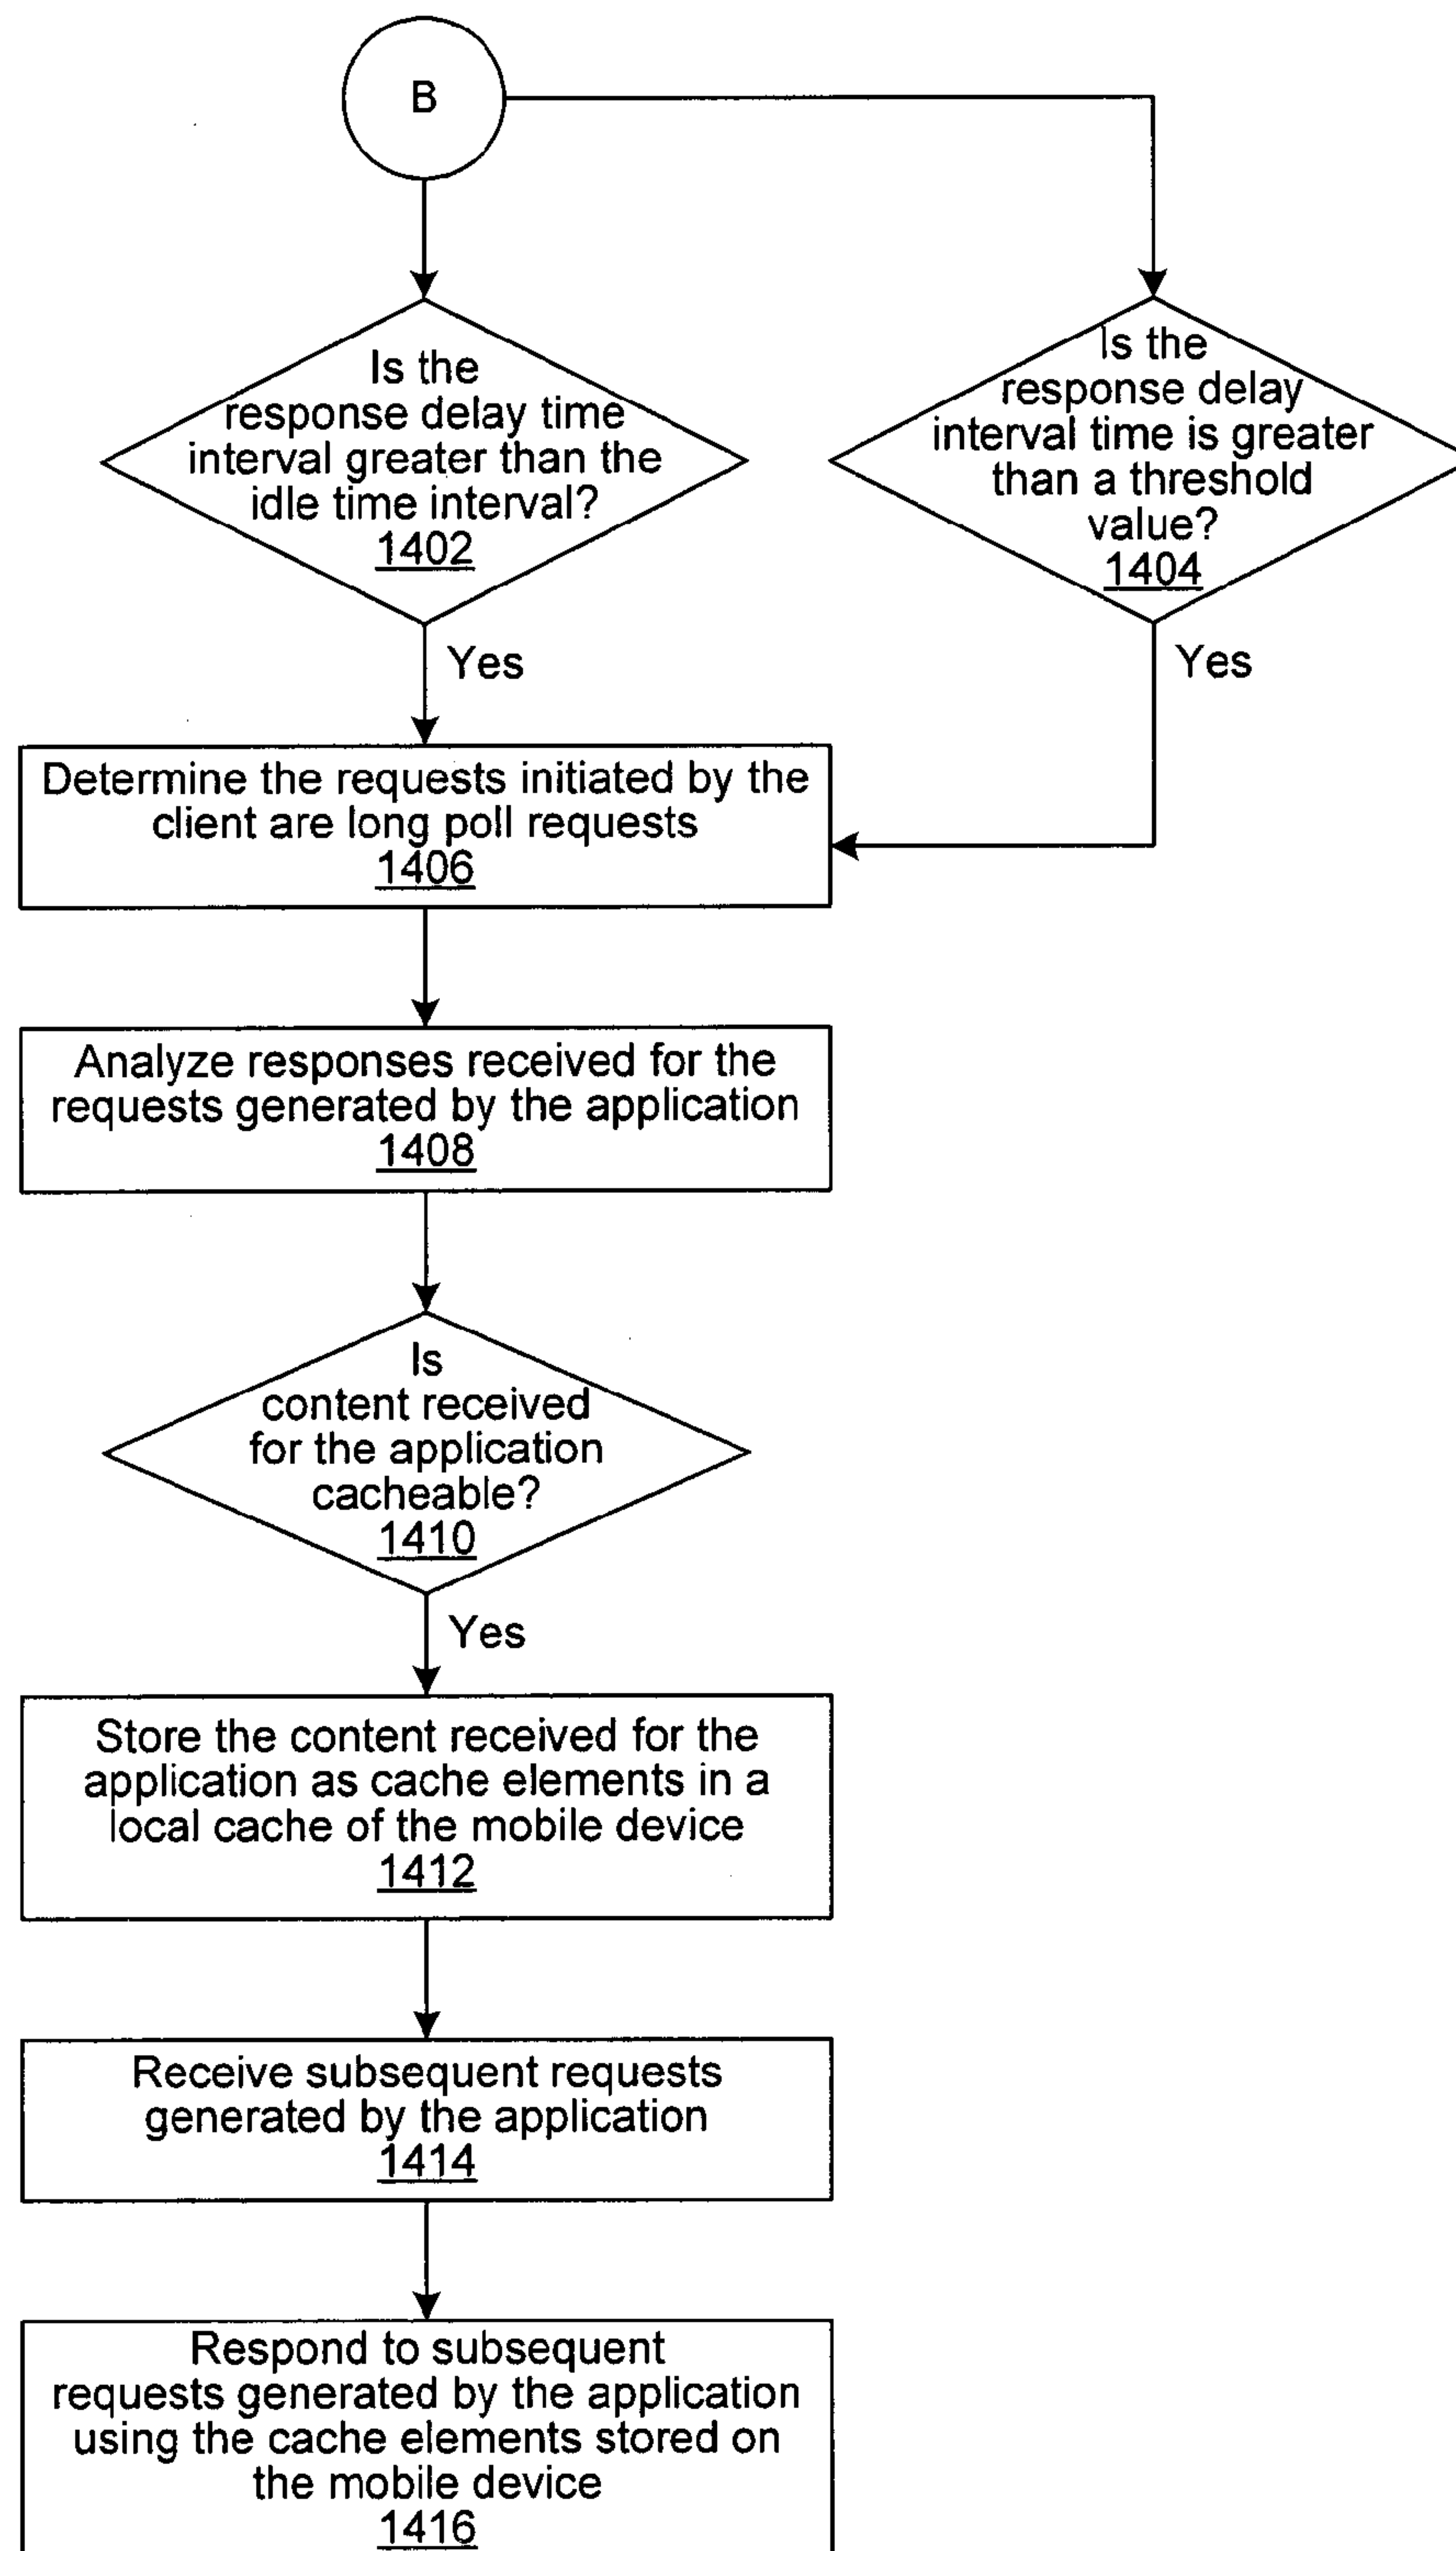 B
Is the
response delay time
interval greater than the
idle time interval?
1402
Is the
response delay
interval time is greater
than a threshold
value?
1404
Yes
Yes
Determine the requests initiated by the
client are long poll requests
1406
Analyze responses received for the
requests generated by the application
1408
Is
content received
for the application
cacheable?
1410
Yes
Store the content received for the
application as cache elements in a
local cache of the mobile device
1412
Receive subsequent requests
generated by the application
1414
Respond to subsequent
requests generated by the application
using the cache elements stored on
the mobile device
1416